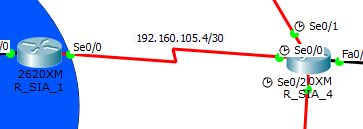 Se0/1
192.160.105.4/30
/0
Se0/0
Se0/0
Fa0/
2620XM
R_SIA_1
Se0/2
0XM
R_SIA_4